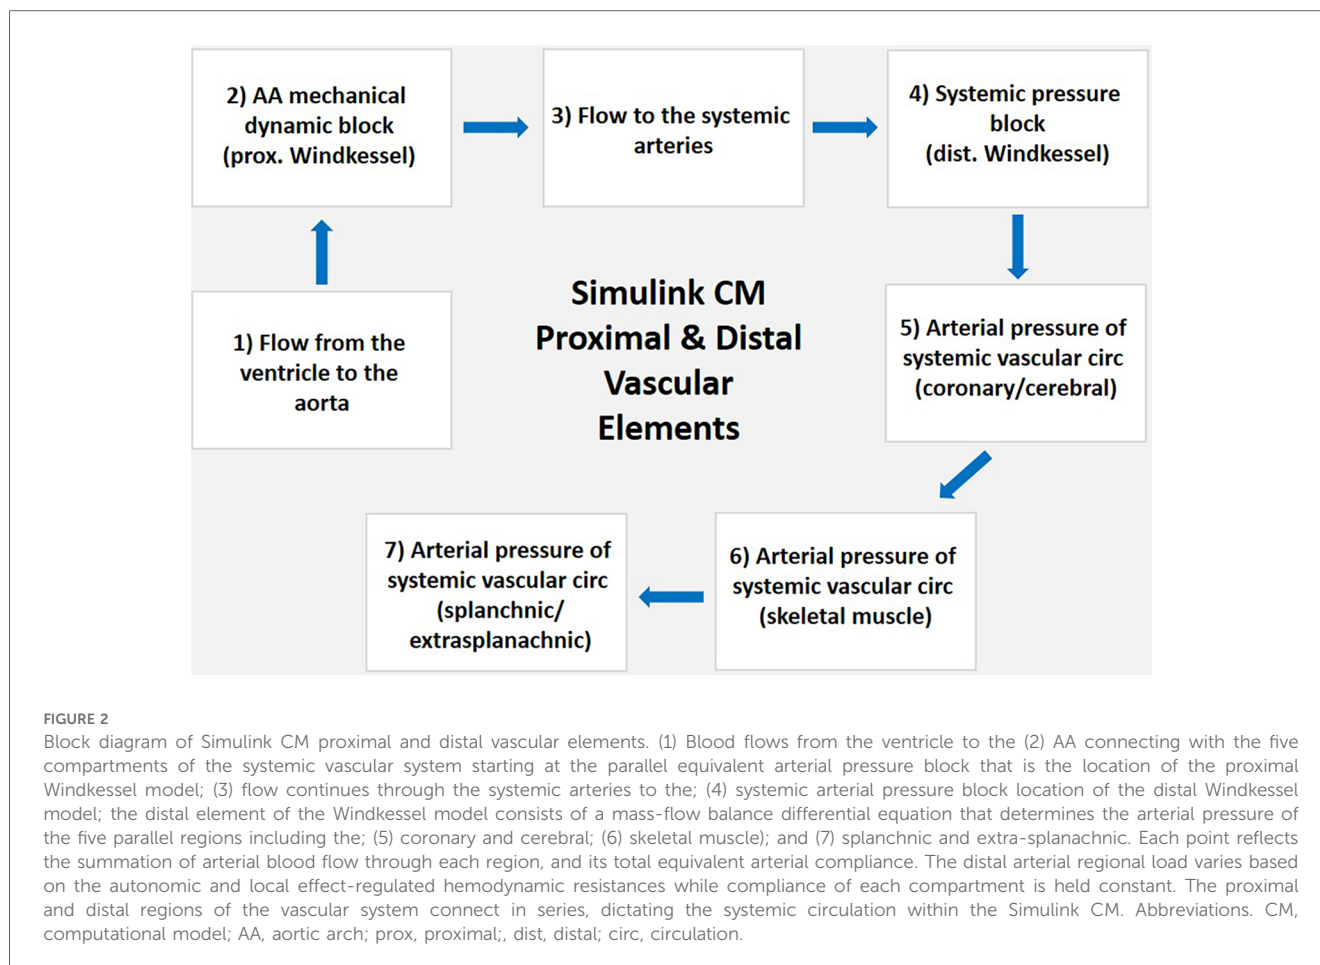 2) AA mechanical
dynamic block
(prox. Windkessel)
3) Flow to the systemic
arteries
4) Systemic pressure
block
(dist. Windkessel)
1) Flow from the
ventricle to the
aorta
Simulink CM
Proximal & Distal
Vascular
Elements
5) Arterial pressure of
systemic vascular circ
(coronary/cerebral)
7) Arterial pressure of
systemic vascular circ
(splanchnic/
extrasplanachnic)
6) Arterial pressure of
systemic vascular circ
(skeletal muscle)
FIGURE 2
Block diagram of Simulink CM proximal and distal vascular elements. (1) Blood flows from the ventricle to the (2) AA connecting with the five
compartments of the systemic vascular system starting at the parallel equivalent arterial pressure block that is the location of the proximal
Windkessel model; (3) flow continues through the systemic arteries to the; (4) systemic arterial pressure block location of the distal Windkessel
model; the distal element of the Windkessel model consists of a mass-flow balance differential equation that determines the arterial pressure of
the five parallel regions including the; (5) coronary and cerebral; (6) skeletal muscle); and (7) splanchnic and extra-splanachnic. Each point reflects
the summation of arterial blood flow through each region, and its total equivalent arterial compliance. The distal arterial regional load varies based
on the autonomic and local effect-regulated hemodynamic resistances while compliance of each compartment is held constant. The proximal
and distal regions of the vascular system connect in series, dictating the systemic circulation within the Simulink CM. Abbreviations. CM,
computational model; AA, aortic arch; prox, proximal;, dist, distal; circ, circulation.